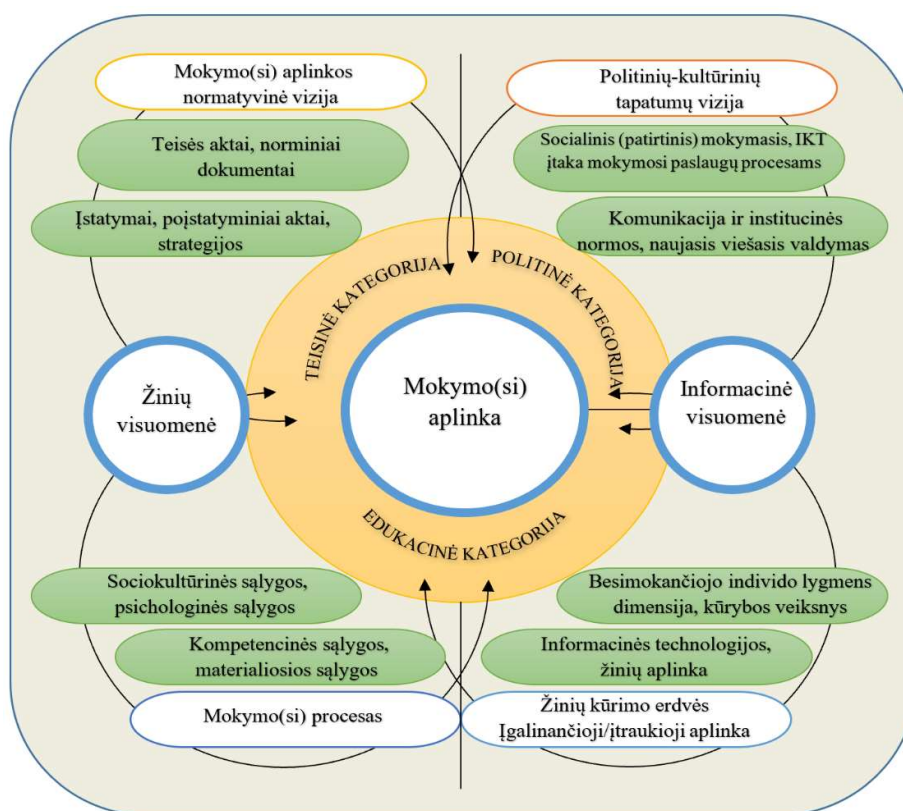 Mokymo(si) aplinkos
normatyvinė vizija
Teisės aktai, norminiai
dokumentai
Įstatymai, poįstatyminiai aktai,
strategijos
Politinių-kultūrinių
tapatumų vizija
Socialinis (patirtinis) mokymasis, IKT
įtaka mokymosi paslaugų procesams
Komunikacija ir institucinės
normos, naujasis viešasis valdymas
TEISINĖ KATEGORIJA
POLITINĖ KATEGORIJA
Žinių
visuomenė
Mokymo(si)
aplinka
Informacinė
visuomenė
EDUKACINĖ KATEGORIJA
Sociokultūrinės sąlygos,
psichologinės sąlygos
Kompetencinės sąlygos,
materialiosios sąlygos
Mokymo(si) procesas
Besimokančiojo individo lygmens
dimensija, kūrybos veiksnys
Informacinės technologijos,
žinių aplinka
Žinių kūrimo erdvės
Įgalinančioji/įtraukioji aplinka